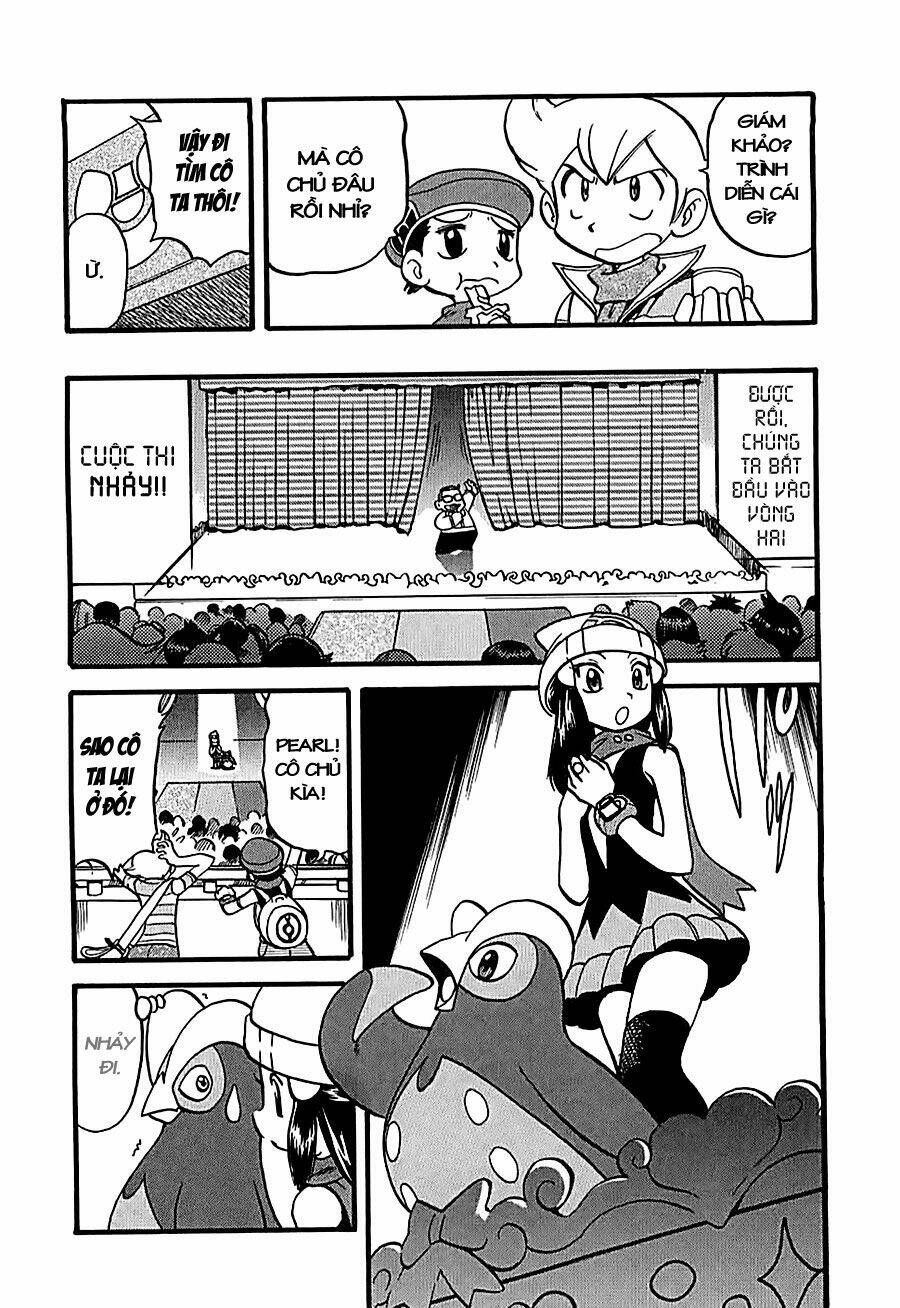 GIÁM
KHẢO?
TRÌNH
DIỄN CÁI
GÌ?
MÀ CÔ
CHỦ ĐÂU
RỒI NHỈ?
VẬY ĐI
TÌM CÔ
TA THÔI!
Ừ.
ĐƯỢC
RỒI,
CHÚNG
TA BẮT
ĐẦU VÀO
VÒNG
HAI
CUỘC THI
NHẢY!!
PEARL!
CÔ CHỦ
KÌA!
SAO CÔ
TA LẠI
Ở ĐÓ!
NHẢY
ĐI.